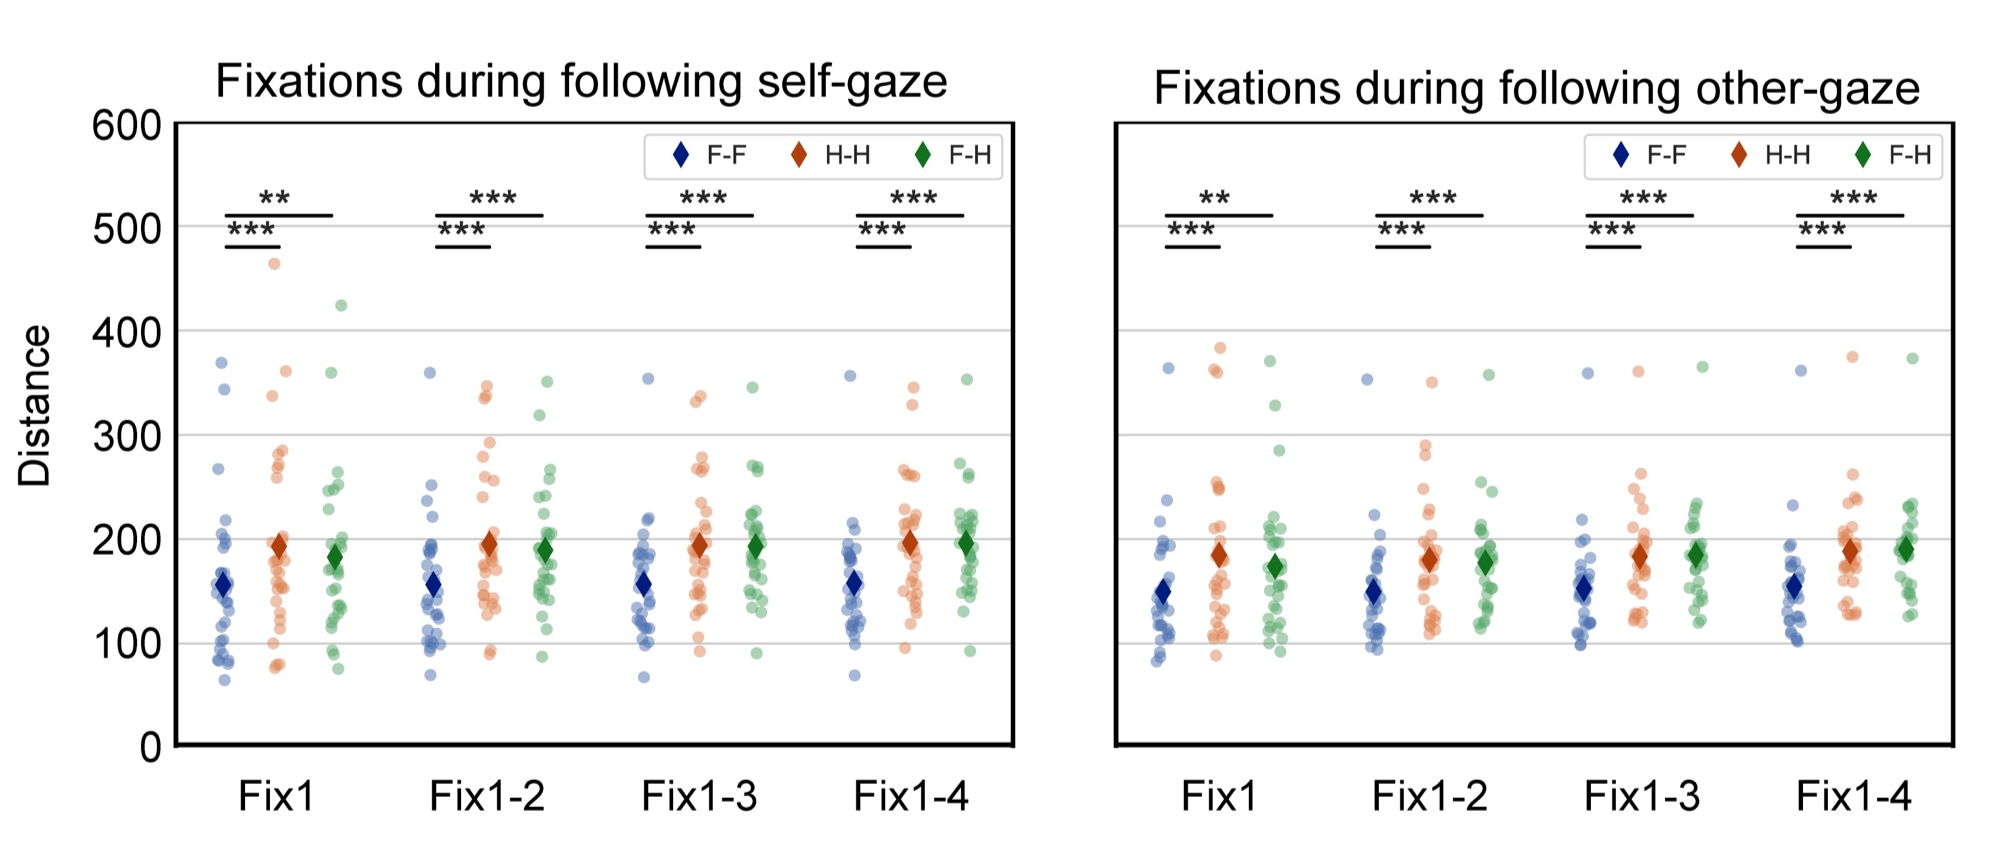 Fixations during following self-gaze
Fixations during following other-gaze
600
500
400
300
200
100
0
Distance
F-F H-H F-H
** *** *** ***
*** *** *** ***
F-F H-H F-H
** *** *** ***
*** *** *** ***
Fix1 Fix1-2 Fix1-3 Fix1-4
Fix1 Fix1-2 Fix1-3 Fix1-4